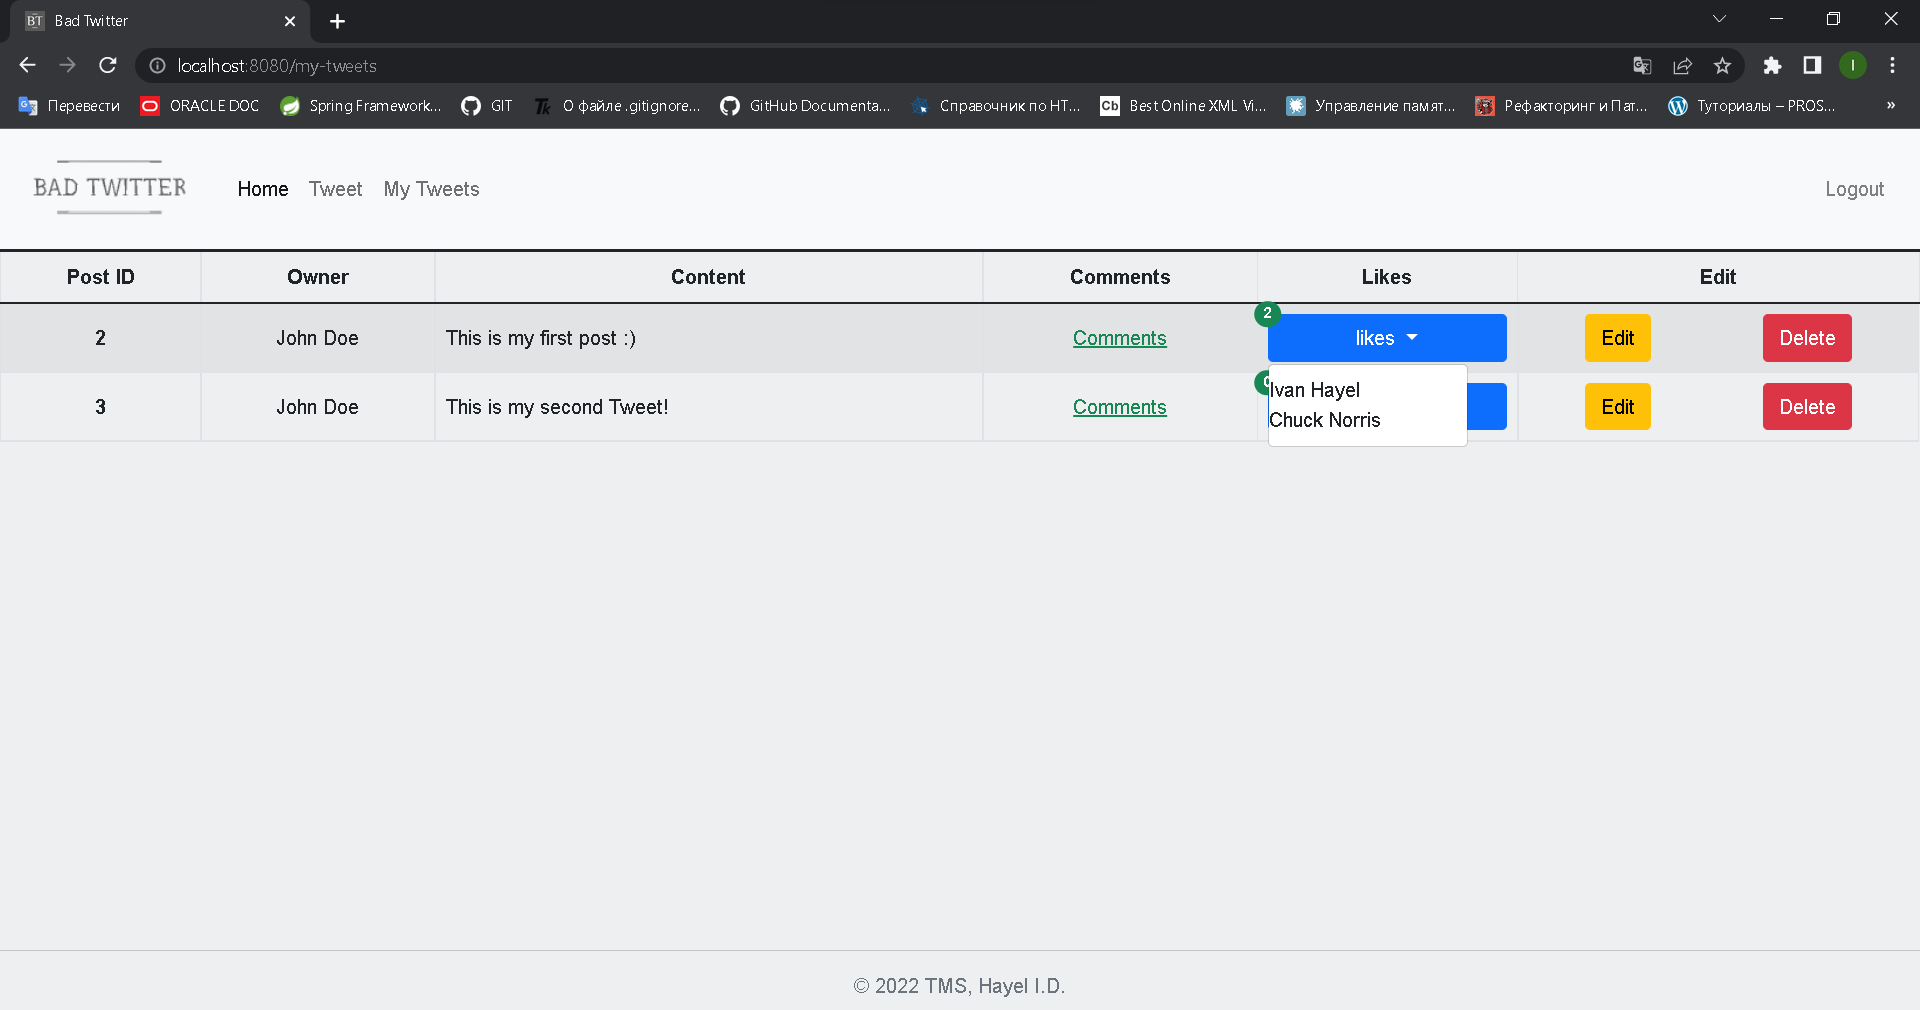 BT Bad Twitter
localhost:8080/my-tweets
I
Перевести ORACLE DOC Spring Framework... GIT Tk О файле .gitignore... GitHub Documenta... Справочник по HT... Cb Best Online XML Vi... Управление памят... Рефакторинг и Пат... Туториалы – PROS... »
BAD TWITTER Home Tweet My Tweets Logout
Post ID Owner Content Comments Likes Edit
2 John Doe This is my first post :) Comments 2 likes Edit Delete
3 John Doe This is my second Tweet! Comments Edit Delete
Ivan Hayel
Chuck Norris
© 2022 TMS, Hayel I.D.